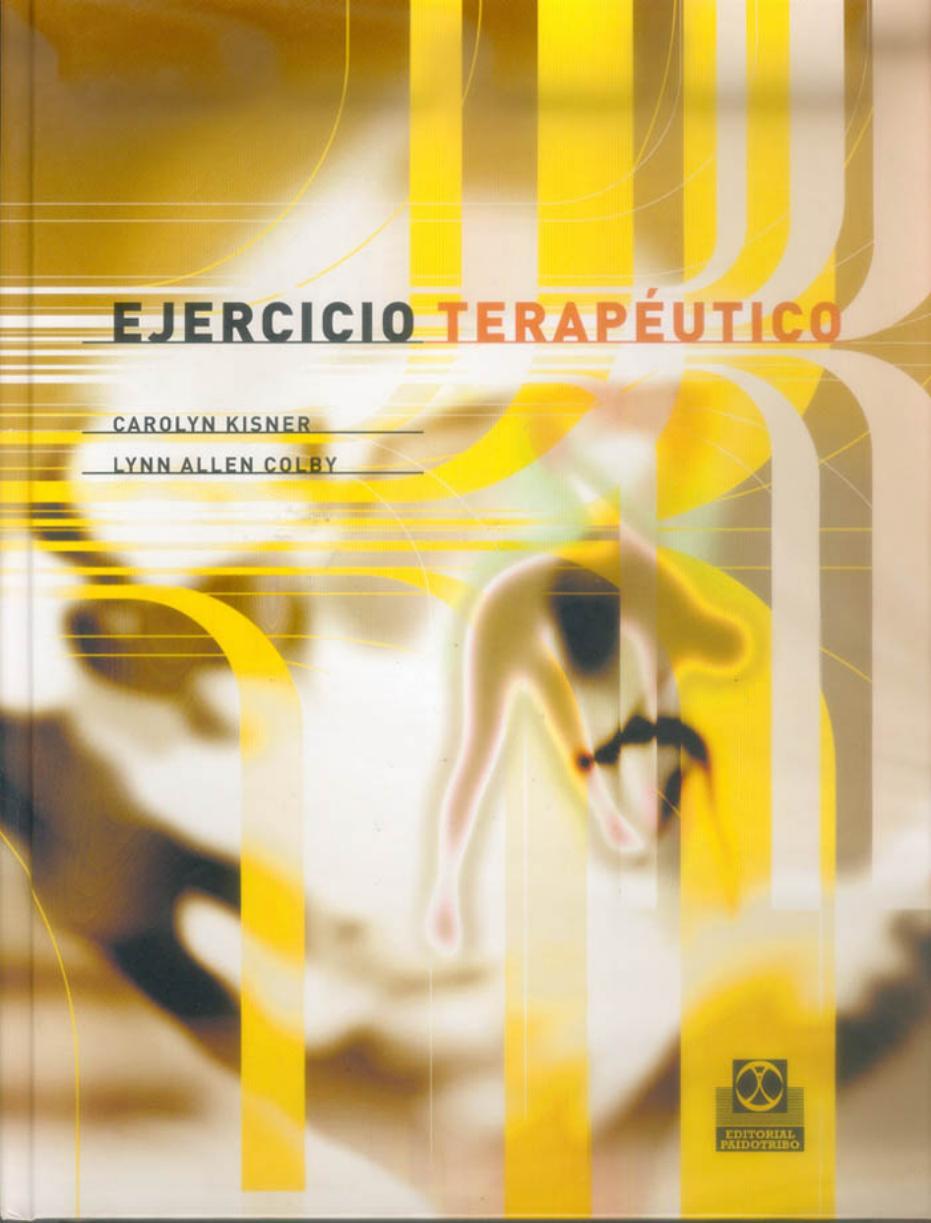 EJERCICIO TERAPÉUTICO
CAROLYN KISNER
LYNN ALLEN COLBY
EDITORIAL
PAIDOTRIBO